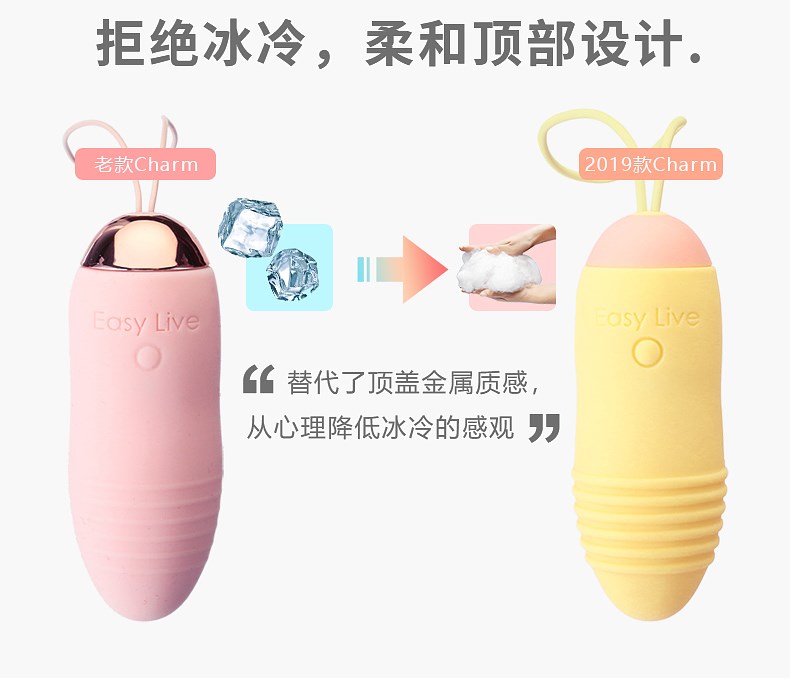 拒绝冰冷，柔和顶部设计.
老款Charm
2019款Charm
Easy Live
Easy Live
“替代了顶盖金属质感，
从心理降低冰冷的感观”